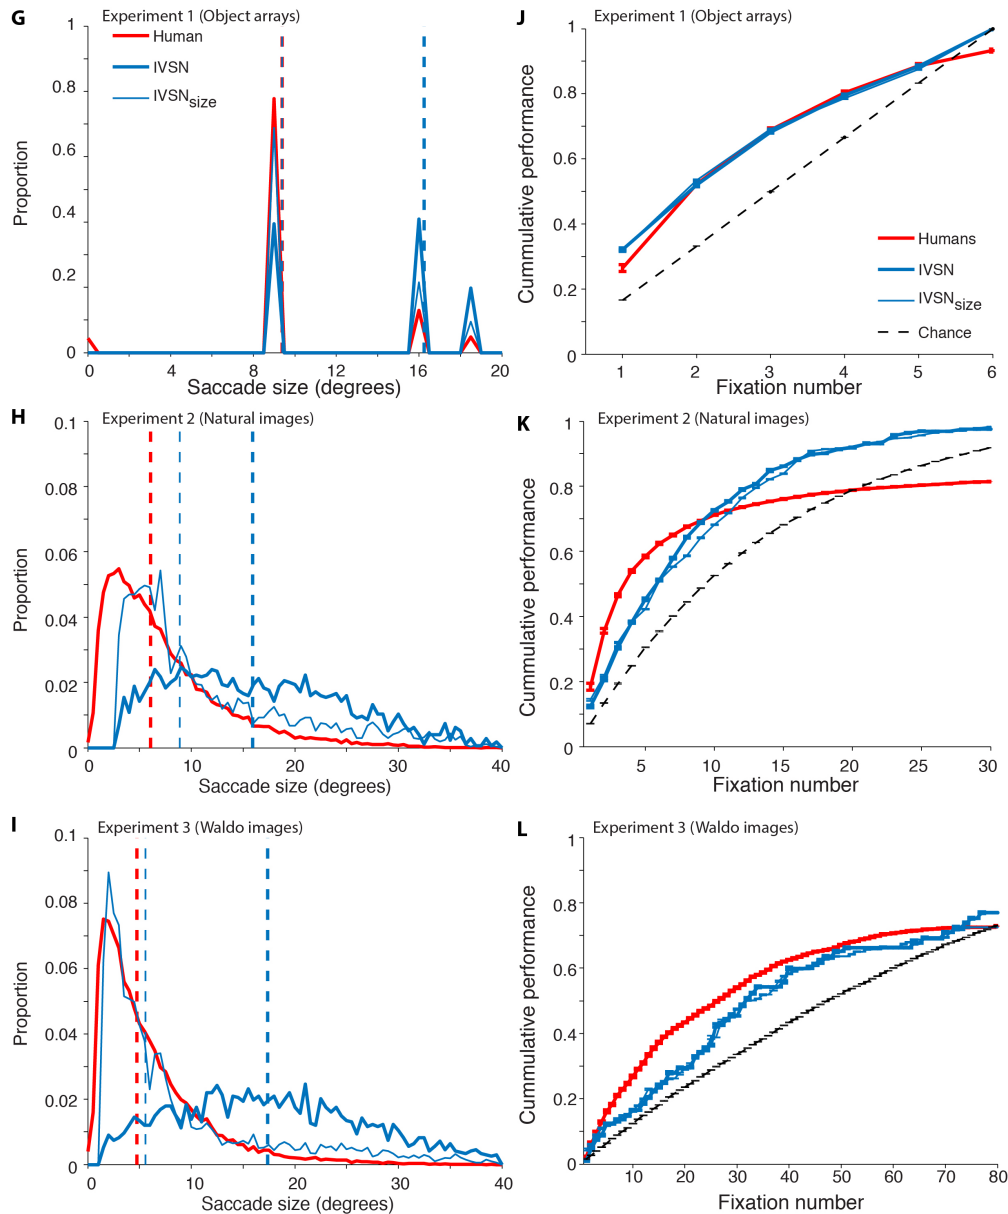 G
Experiment 1 (Object arrays)
Human
IVSN
IVSNsize
Proportion
1
0.8
0.6
0.4
0.2
0
0 4 8 12 16 20
Saccade size (degrees)
J
Experiment 1 (Object arrays)
Cummulative performance
1
0.8
0.6
0.4
0.2
0
Humans
IVSN
IVSNsize
Chance
1 2 3 4 5 6
Fixation number
H
Experiment 2 (Natural images)
Proportion
0.1
0.08
0.06
0.04
0.02
0
0 10 20 30 40
Saccade size (degrees)
K
Experiment 2 (Natural images)
Cummulative performance
1
0.8
0.6
0.4
0.2
0
5 10 15 20 25 30
Fixation number
I
Experiment 3 (Waldo images)
Proportion
0.1
0.08
0.06
0.04
0.02
0
0 10 20 30 40
Saccade size (degrees)
L
Experiment 3 (Waldo images)
Cummulative performance
1
0.8
0.6
0.4
0.2
0
10 20 30 40 50 60 70 80
Fixation number